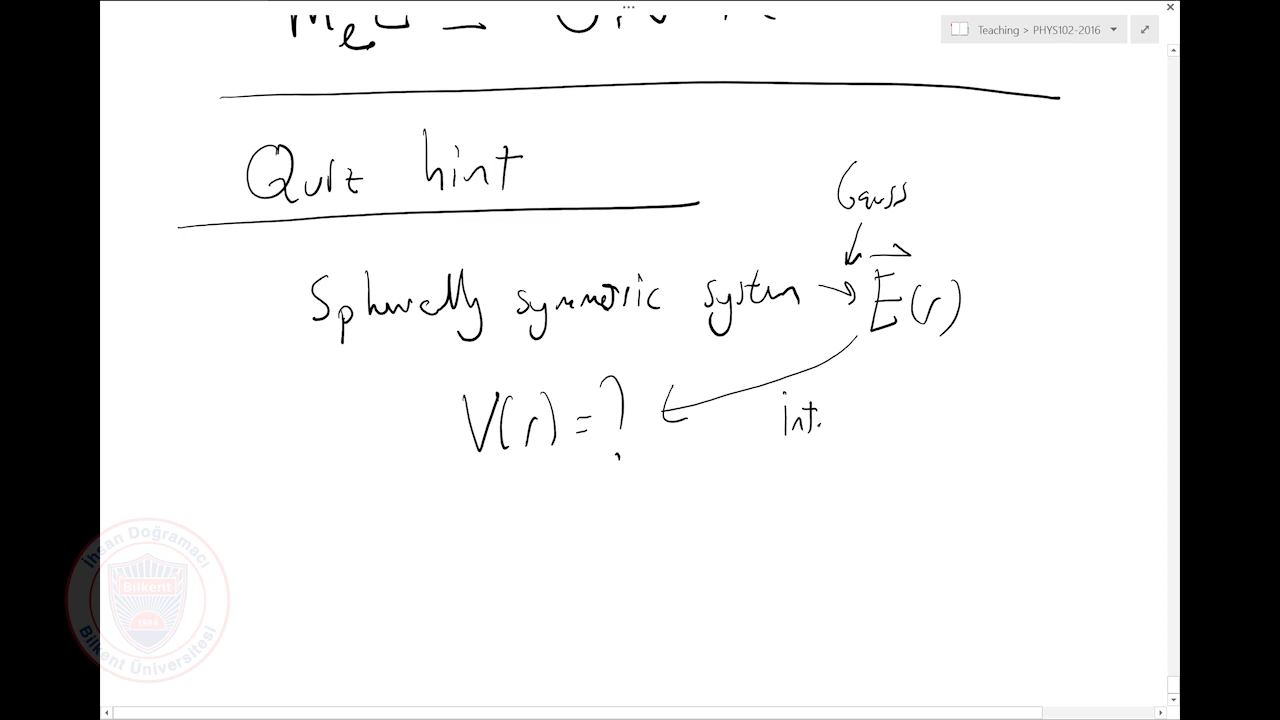 Teaching > PHYS102-2016
Quiz hint
Gauss
Spherically symmetric system → E(r)
V(r)=?
int.
İhsan Doğramacı
Bilkent
1984
Bilkent Üniversitesi